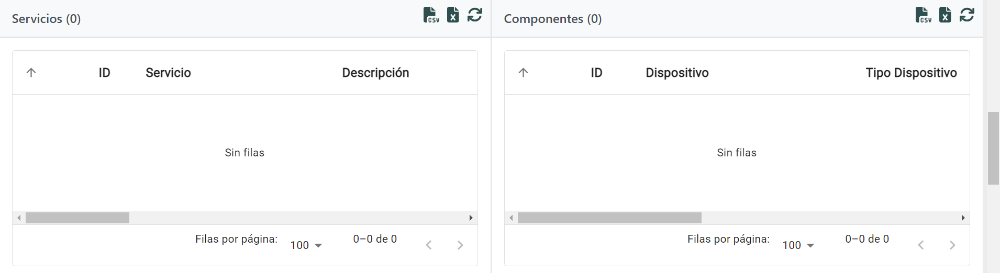 Servicios (0)
CSV
X
ID Servicio Descripción
Sin filas
Filas por página: 100 0–0 de 0
Componentes (0)
CSV
X
ID Dispositivo Tipo Dispositivo
Sin filas
Filas por página: 100 0–0 de 0